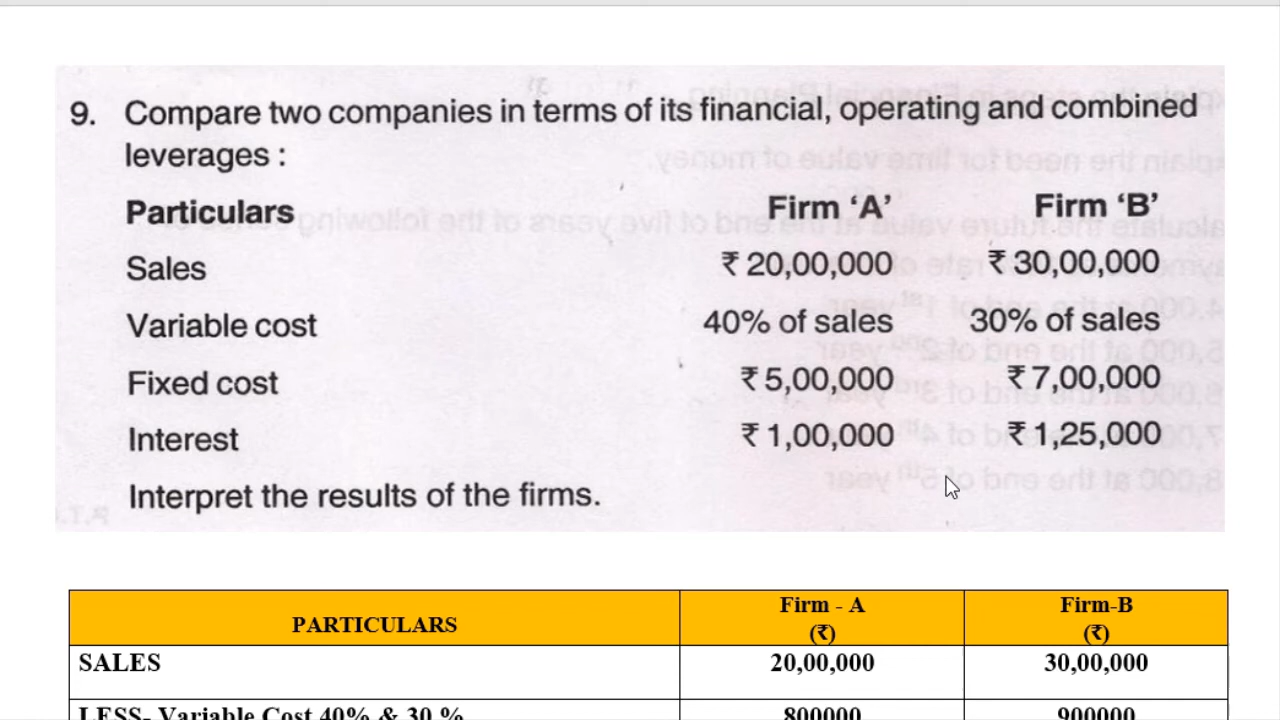 9. Compare two companies in terms of its financial, operating and combined
leverages :
Particulars Firm ‘A’ Firm ‘B’
Sales ₹ 20,00,000 ₹ 30,00,000
Variable cost 40% of sales 30% of sales
Fixed cost ₹ 5,00,000 ₹ 7,00,000
Interest ₹ 1,00,000 ₹ 1,25,000
Interpret the results of the firms.
PARTICULARS Firm - A (₹) Firm-B (₹)
SALES 20,00,000 30,00,000
LESS- Variable Cost 40% & 30 % 800000 900000